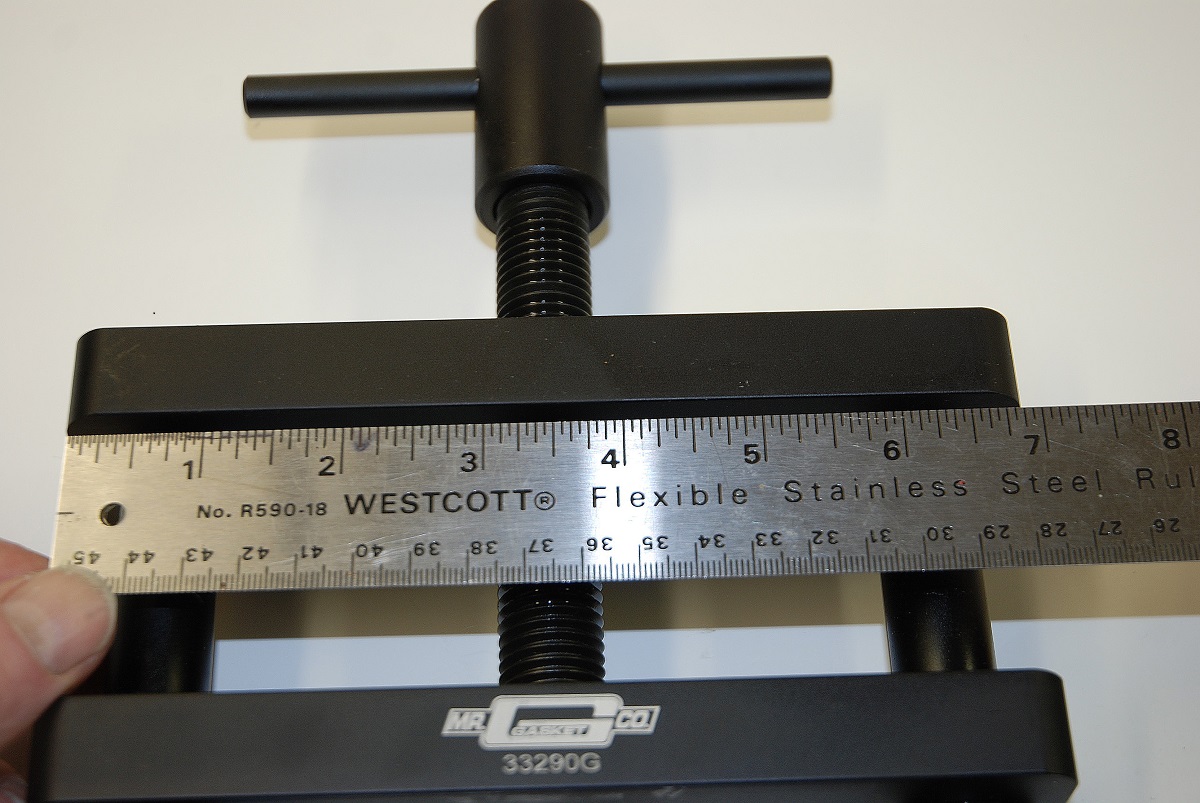 1 2 3 4 5 6 7 8
No. R590-18 WESTCOTT® Flexible Stainless Steel Rul
45 44 43 42 41 40 39 38 37 36 35 34 33 32 31 30 29 28 27 26
MR. GASKET CO.
33290G